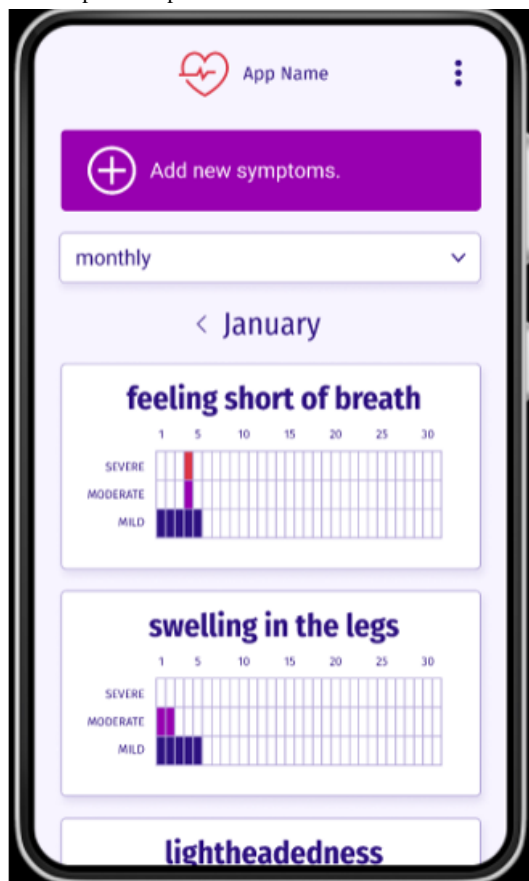 App Name
Add new symptoms.
monthly
< January
feeling short of breath
1 5 10 15 20 25 30
SEVERE
MODERATE
MILD
swelling in the legs
1 5 10 15 20 25 30
SEVERE
MODERATE
MILD
lightheadedness